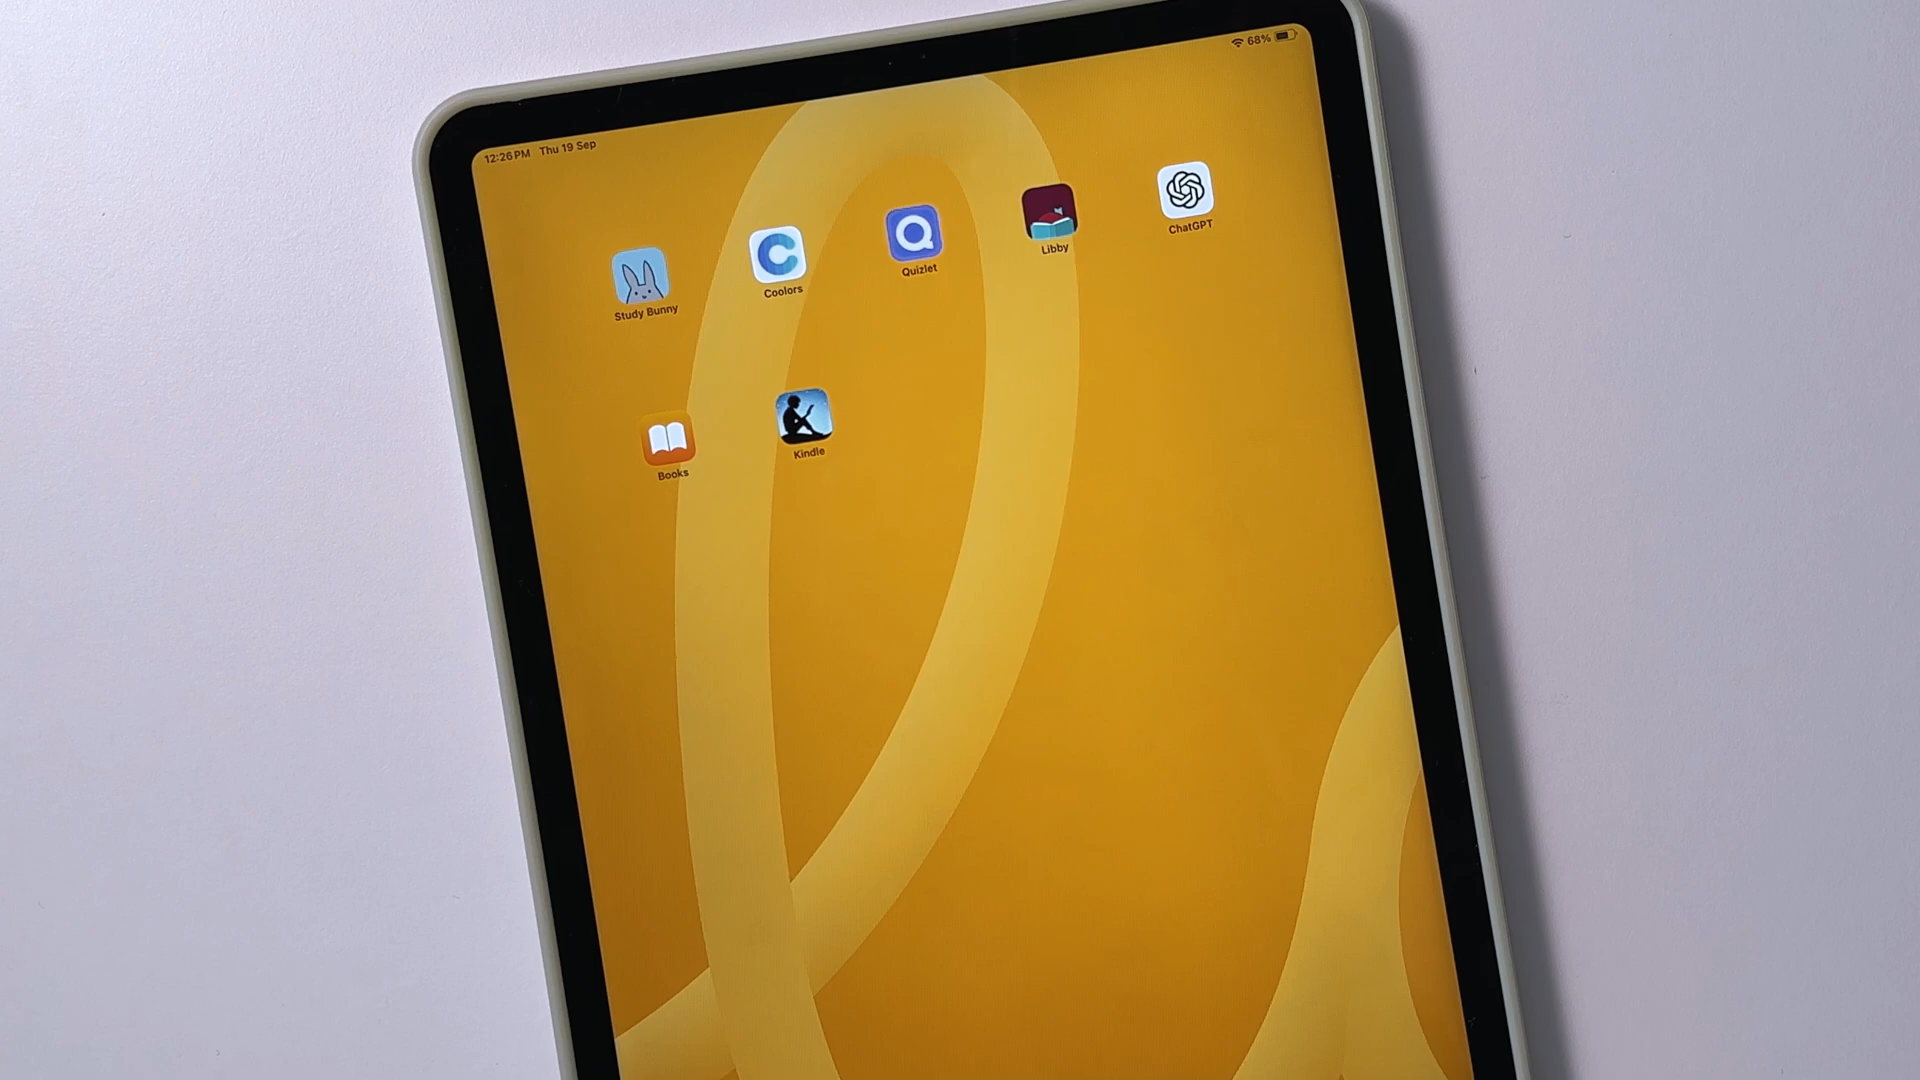 12:26 PM Thu 19 Sep
68%
Study Bunny
Coolors
Quizlet
Libby
ChatGPT
Books
Kindle